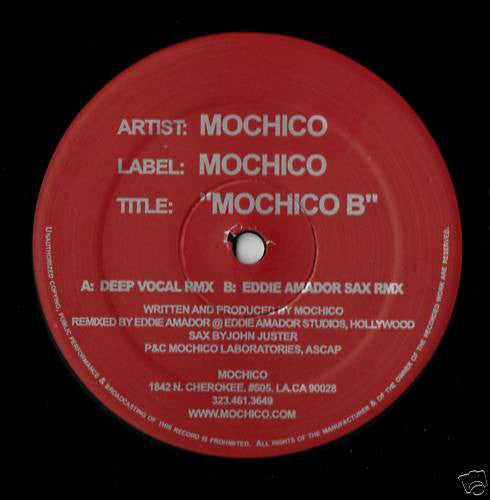 ARTIST: MOCHICO
LABEL: MOCHICO
TITLE: "MOCHICO B"
A: DEEP VOCAL RMX B: EDDIE AMADOR SAX RMX
WRITTEN AND PRODUCED BY MOCHICO
REMIXED BY EDDIE AMADOR @ EDDIE AMADOR STUDIOS, HOLLYWOOD
SAX BYJOHN JUSTER
P&C MOCHICO LABORATORIES, ASCAP
MOCHICO
1842 N. CHEROKEE. #505. LA.CA 90028
323.461.3649
WWW.MOCHICO.COM
UNAUTHORIZED COPYING, PUBLIC PERFORMANCE & BROADCASTING OF THIS RECORD IS PROHIBITED. ALL RIGHTS OF THE MANUFACTURER & OF THE OWNER OF THE RECORDED WORK ARE RESERVED.